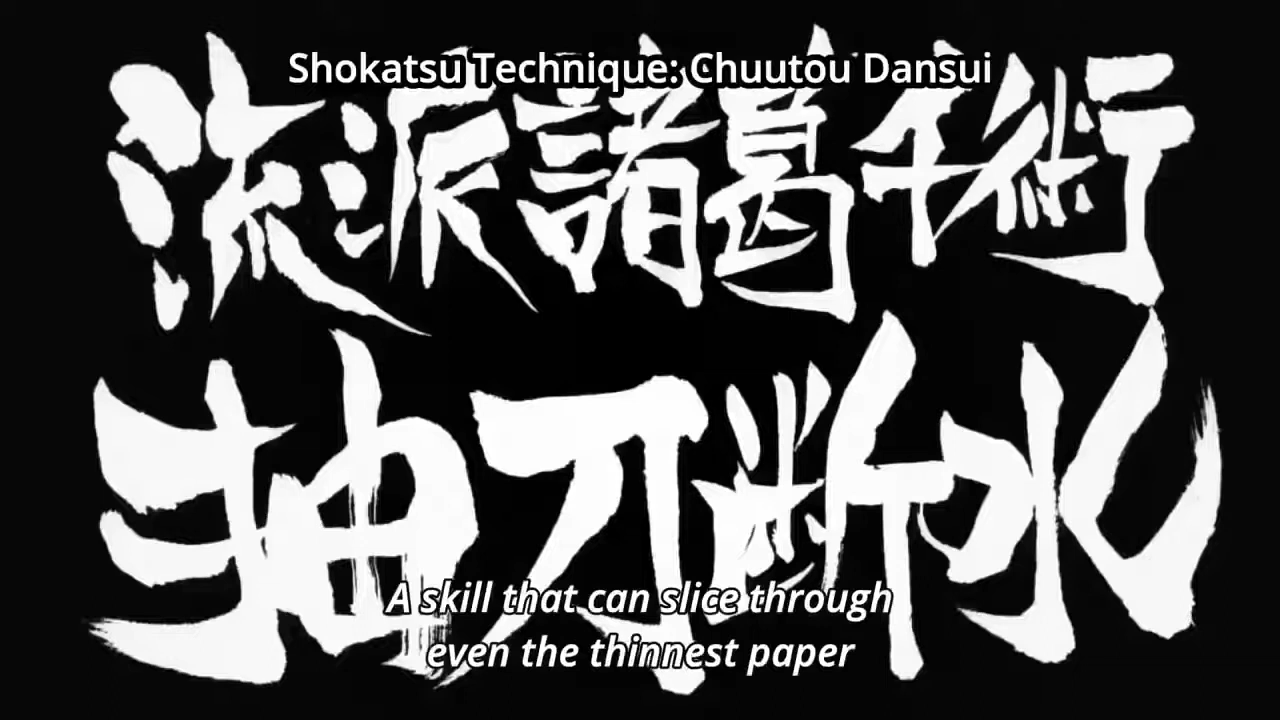 Shokatsu Technique: Chuutou Dansui
流派諸葛千術
抽刀断水
A skill that can slice through
even the thinnest paper